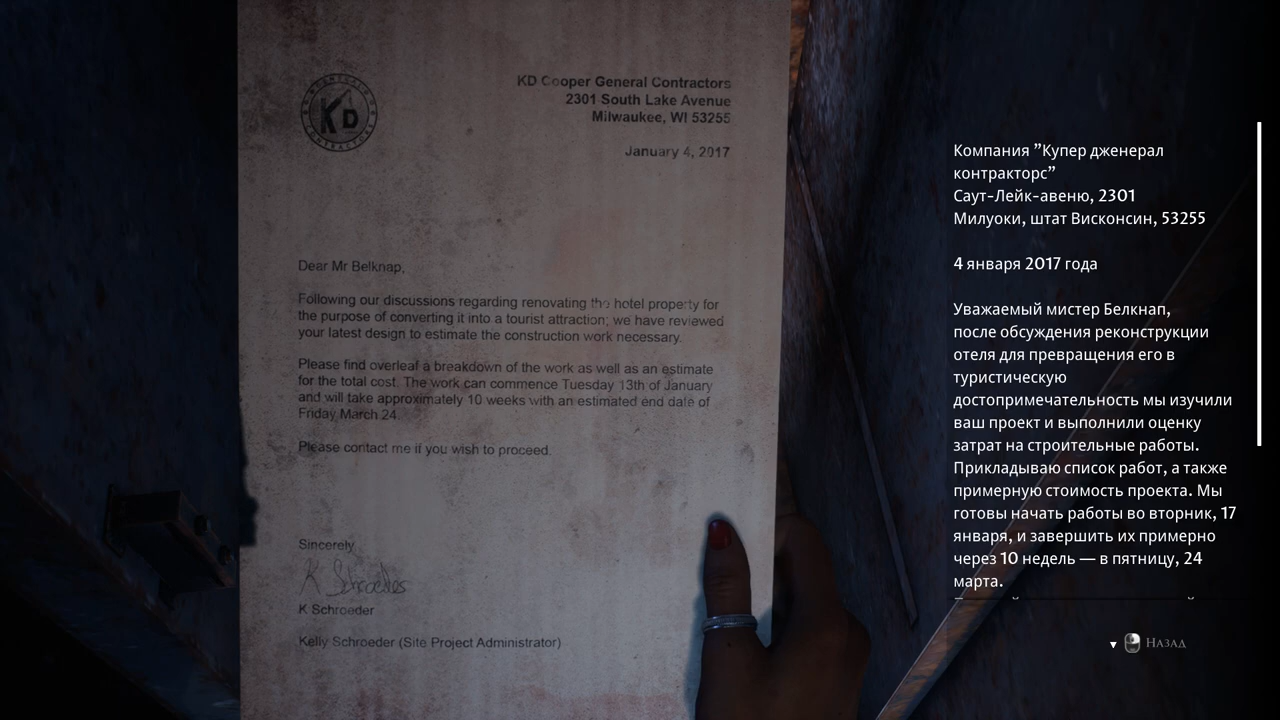 KD
KD Cooper General Contractors
2301 South Lake Avenue
Milwaukee, WI 53255
January 4, 2017
Dear Mr Belknap,
Following our discussions regarding renovating the hotel property for
the purpose of converting it into a tourist attraction; we have reviewed
your latest design to estimate the construction work necessary.
Please find overleaf a breakdown of the work as well as an estimate
for the total cost. The work can commence Tuesday 13th of January
and will take approximately 10 weeks with an estimated end date of
Friday March 24.
Please contact me if you wish to proceed.
Sincerely
K Schroeder
K Schroeder
Kelly Schroeder (Site Project Administrator)
Компания ”Купер дженерал
контракторс”
Саут-Лейк-авеню, 2301
Милуоки, штат Висконсин, 53255
4 января 2017 года
Уважаемый мистер Белкнап,
после обсуждения реконструкции
отеля для превращения его в
туристическую
достопримечательность мы изучили
ваш проект и выполнили оценку
затрат на строительные работы.
Прикладываю список работ, а также
примерную стоимость проекта. Мы
готовы начать работы во вторник, 17
января, и завершить их примерно
через 10 недель — в пятницу, 24
марта.
Назад